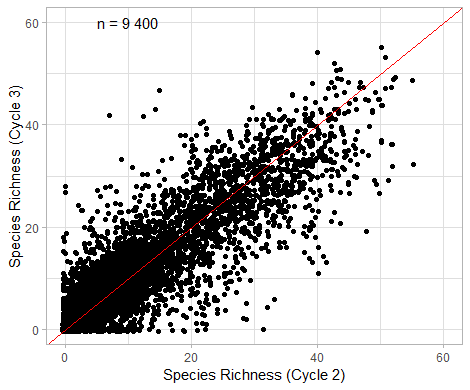 n = 9 400
60
40
20
0
Species Richness (Cycle 3)
0 20 40 60
Species Richness (Cycle 2)